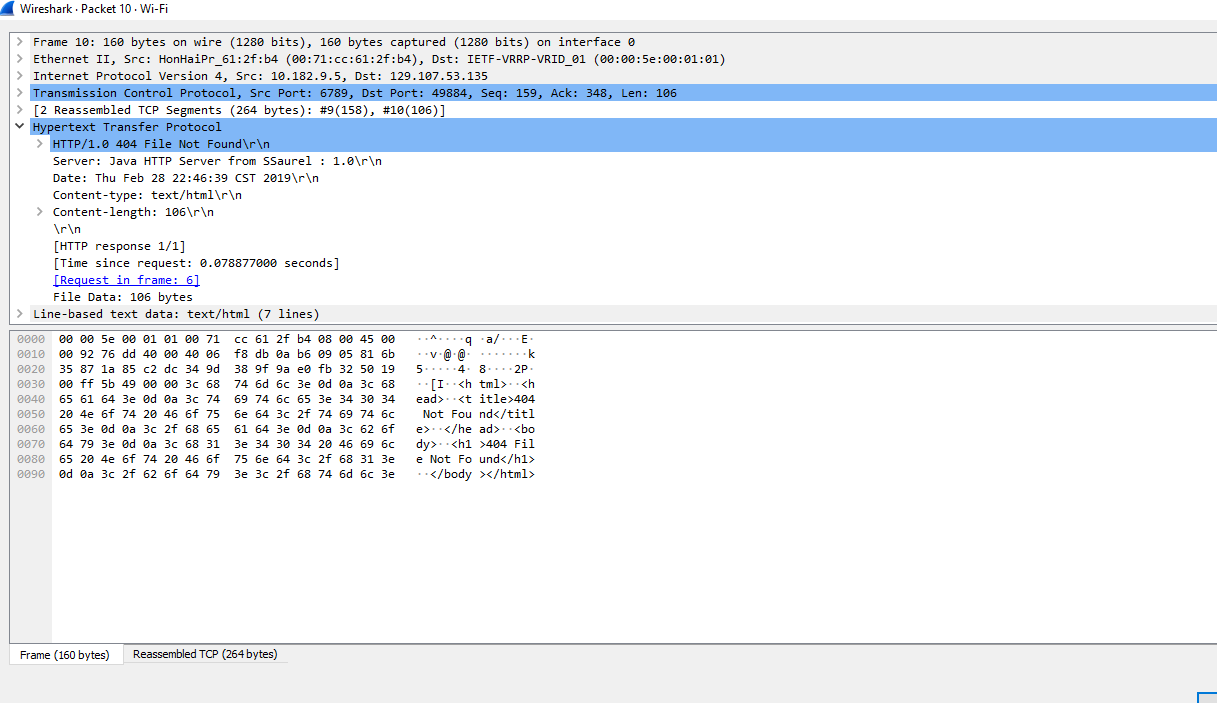 Wireshark · Packet 10 · Wi-Fi
Frame 10: 160 bytes on wire (1280 bits), 160 bytes captured (1280 bits) on interface 0
Ethernet II, Src: HonHaiPr_61:2f:b4 (00:71:cc:61:2f:b4), Dst: IETF-VRRP-VRID_01 (00:00:5e:00:01:01)
Internet Protocol Version 4, Src: 10.182.9.5, Dst: 129.107.53.135
Transmission Control Protocol, Src Port: 6789, Dst Port: 49884, Seq: 159, Ack: 348, Len: 106
[2 Reassembled TCP Segments (264 bytes): #9(158), #10(106)]
Hypertext Transfer Protocol
HTTP/1.0 404 File Not Found\r\n
Server: Java HTTP Server from SSaurel : 1.0\r\n
Date: Thu Feb 28 22:46:39 CST 2019\r\n
Content-type: text/html\r\n
Content-length: 106\r\n
\r\n
[HTTP response 1/1]
[Time since request: 0.078877000 seconds]
[Request in frame: 6]
File Data: 106 bytes
Line-based text data: text/html (7 lines)
0000 00 00 5e 00 01 01 00 71 cc 61 2f b4 08 00 45 00 ··^····q ·a/···E·
0010 00 92 76 dd 40 00 40 06 f8 db 0a b6 09 05 81 6b ··v·@·@· ·······k
0020 35 87 1a 85 c2 dc 34 9d 38 9f 9a e0 fb 32 50 19 5·····4· 8····2P·
0030 00 ff 5b 49 00 00 3c 68 74 6d 6c 3e 0d 0a 3c 68 ··[I··<h tml>··<h
0040 65 61 64 3e 0d 0a 3c 74 69 74 6c 65 3e 34 30 34 ead>··<t itle>404
0050 20 4e 6f 74 20 46 6f 75 6e 64 3c 2f 74 69 74 6c  Not Fou nd</titl
0060 65 3e 0d 0a 3c 2f 68 65 61 64 3e 0d 0a 3c 62 6f e>··</he ad>··<bo
0070 64 79 3e 0d 0a 3c 68 31 3e 34 30 34 20 46 69 6c dy>··<h1 >404 Fil
0080 65 20 4e 6f 74 20 46 6f 75 6e 64 3c 2f 68 31 3e e Not Fo und</h1>
0090 0d 0a 3c 2f 62 6f 64 79 3e 3c 2f 68 74 6d 6c 3e ··</body ></html>
Frame (160 bytes) Reassembled TCP (264 bytes)